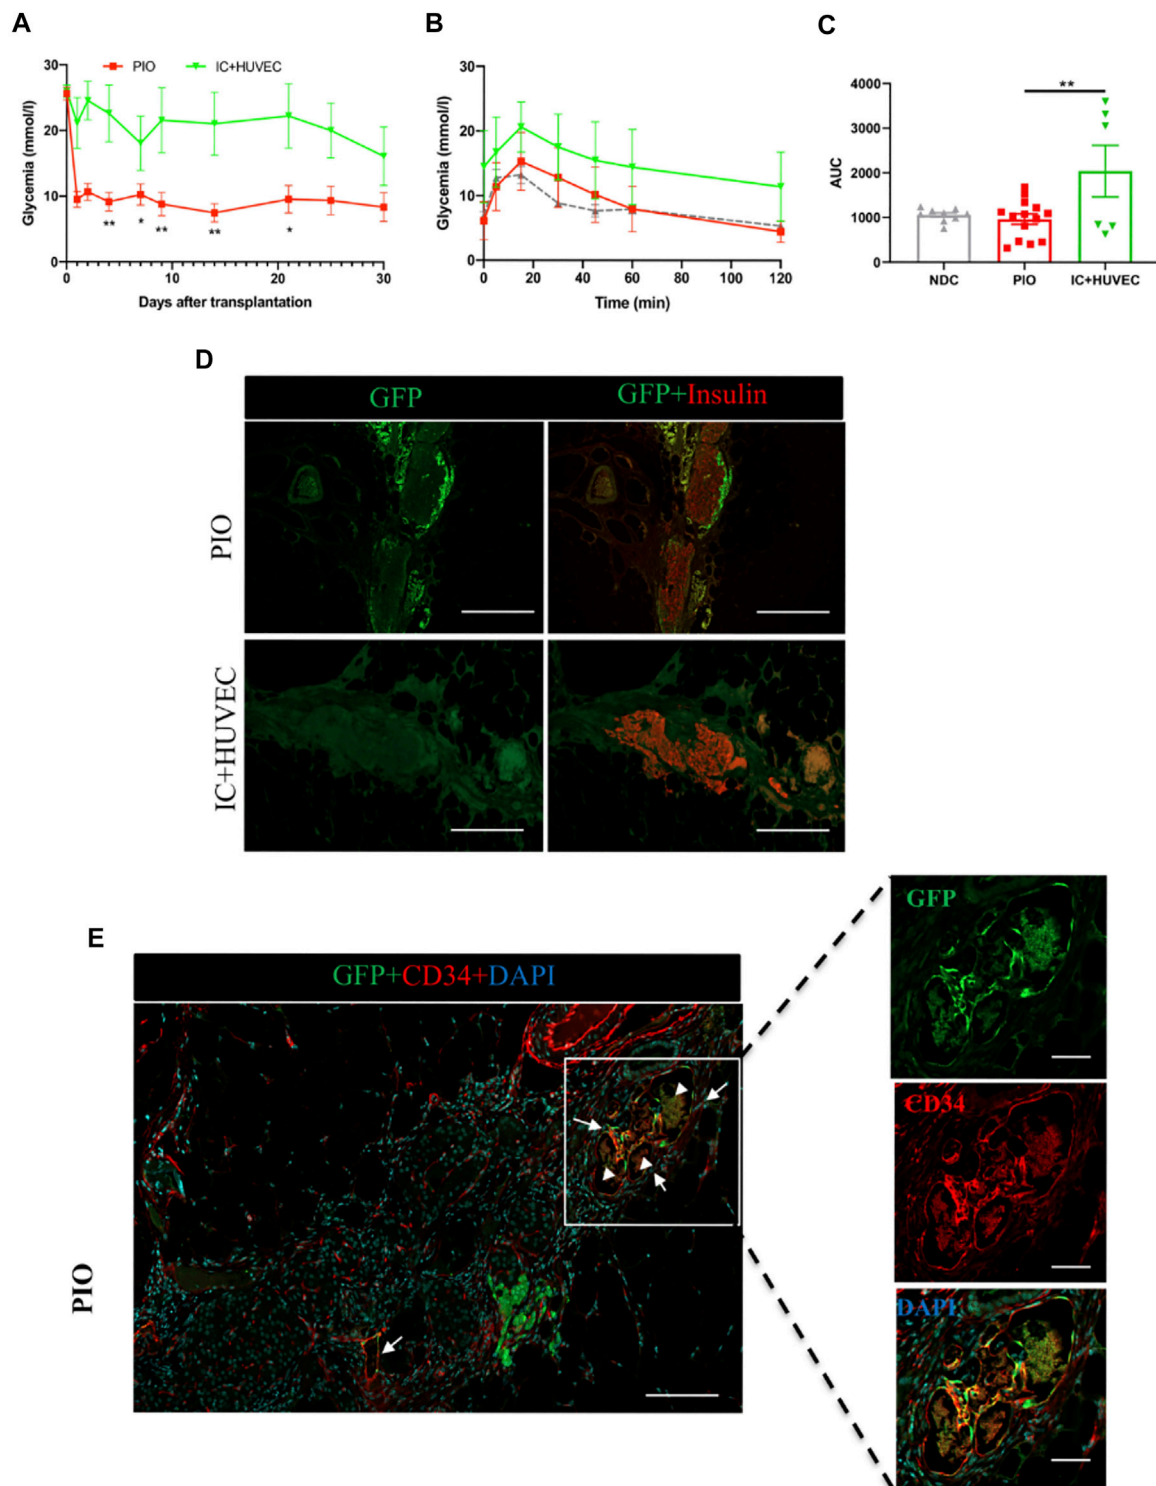 A
B
C
PIO
IC+HUVEC
30
20
10
0
Glycemia (mmol/l)
**
*
**
**
*
0
10
20
30
Days after transplantation
30
20
10
0
Glycemia (mmol/l)
0
20
40
60
80
100
120
Time (min)
4000
3000
2000
1000
0
AUC
**
NDC
PIO
IC+HUVEC
D
GFP
GFP+Insulin
PIO
IC+HUVEC
E
GFP+CD34+DAPI
PIO
GFP
CD34
DAPI